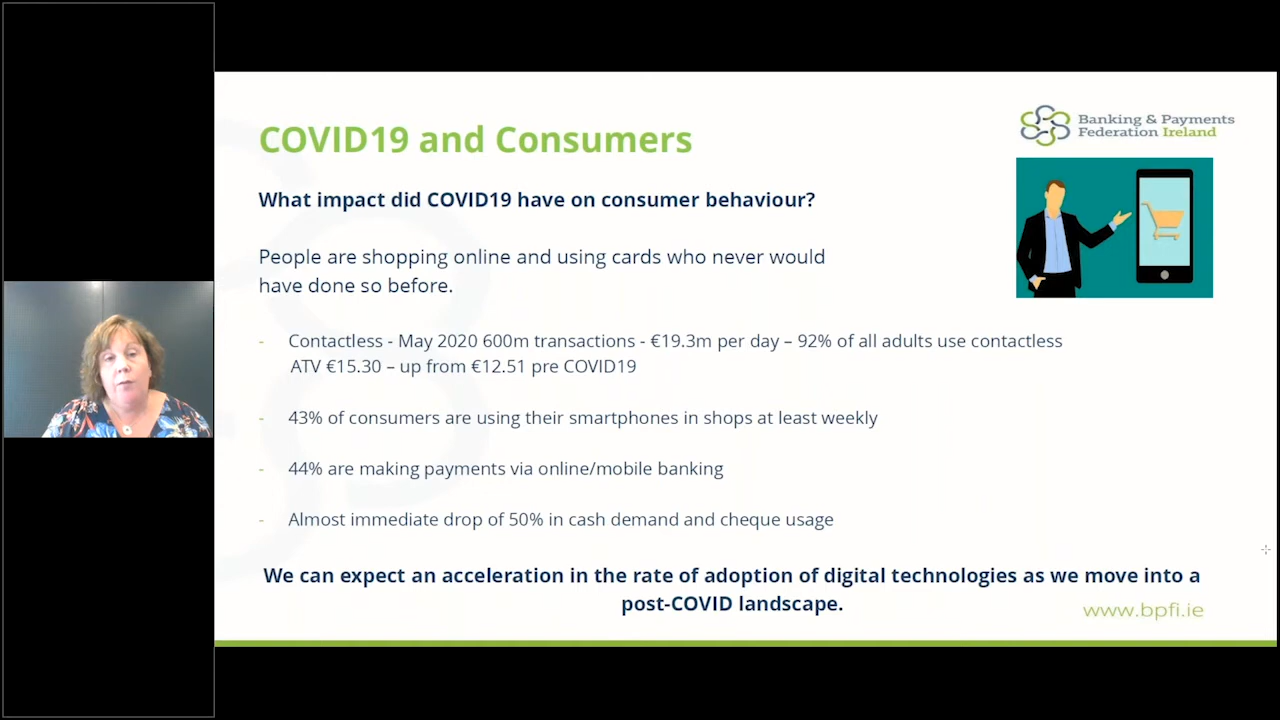 COVID19 and Consumers
Banking & Payments
Federation Ireland
What impact did COVID19 have on consumer behaviour?
People are shopping online and using cards who never would
have done so before.
- Contactless - May 2020 600m transactions - €19.3m per day – 92% of all adults use contactless
ATV €15.30 – up from €12.51 pre COVID19
- 43% of consumers are using their smartphones in shops at least weekly
- 44% are making payments via online/mobile banking
- Almost immediate drop of 50% in cash demand and cheque usage
We can expect an acceleration in the rate of adoption of digital technologies as we move into a
post-COVID landscape.
www.bpfi.ie